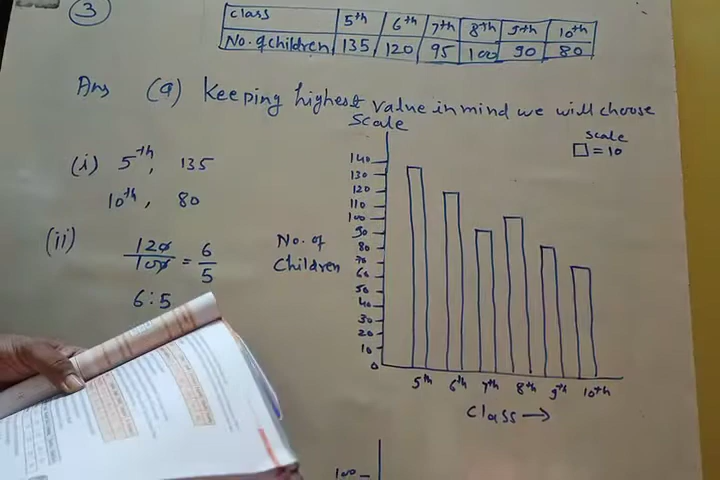 3
Class 5th 6th 7th 8th 9th 10th
No. of children 135 120 95 100 90 80
Ans (a) Keeping highest value in mind we will choose
Scale
Scale
□ = 10
(i) 5th, 135
10th, 80
(ii) 120/100 = 6/5
6:5
No. of
Children
140
130
120
110
100
90
80
70
60
50
40
30
20
10
0
5th 6th 7th 8th 9th 10th
Class →
100